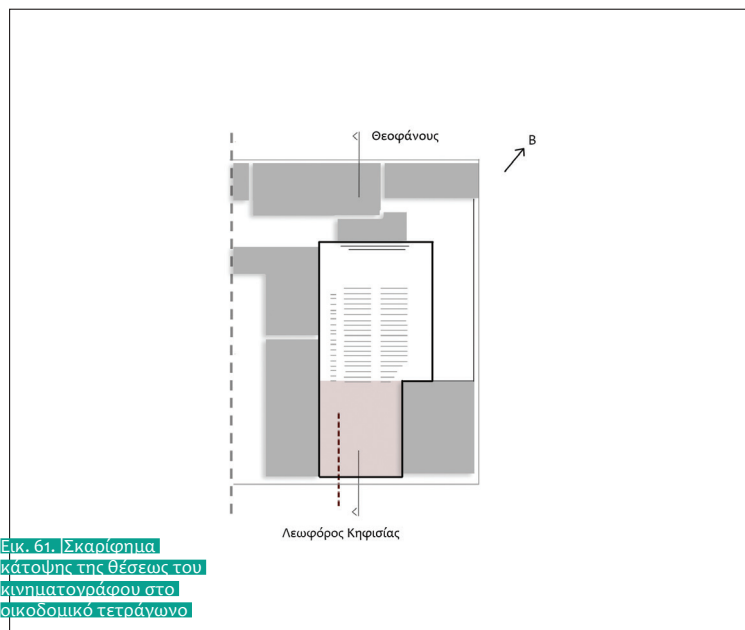 Θεοφάνους
Β
Λεωφόρος Κηφισίας
Εικ. 61. Σκαρίφημα
κάτοψης της θέσεως του
κινηματογράφου στο
οικοδομικό τετράγωνο